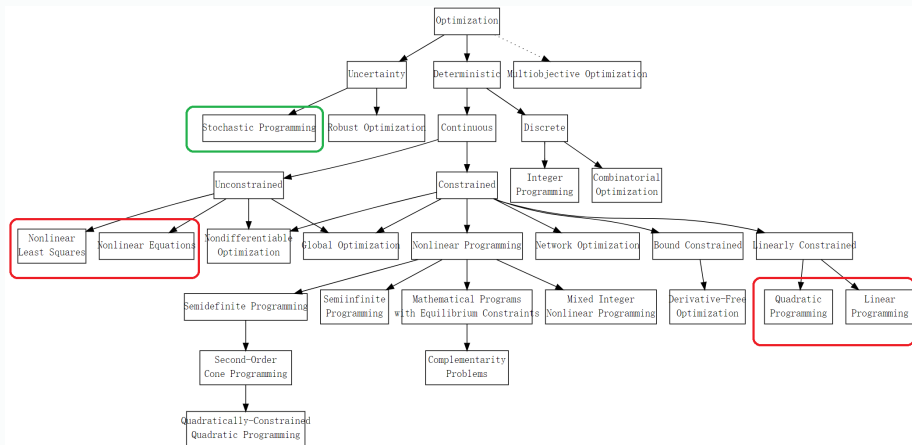 Optimization
Uncertainty
Deterministic
Multiobjective Optimization
Stochastic Programming
Robust Optimization
Continuous
Discrete
Unconstrained
Constrained
Integer
Programming
Combinatorial
Optimization
Nonlinear
Least Squares
Nonlinear Equations
Nondifferentiable
Optimization
Global Optimization
Nonlinear Programming
Network Optimization
Bound Constrained
Linearly Constrained
Semidefinite Programming
Semiinfinite
Programming
Mathematical Programs
with Equilibrium Constraints
Mixed Integer
Nonlinear Programming
Derivative-Free
Optimization
Quadratic
Programming
Linear
Programming
Second-Order
Cone Programming
Complementarity
Problems
Quadratically-Constrained
Quadratic Programming